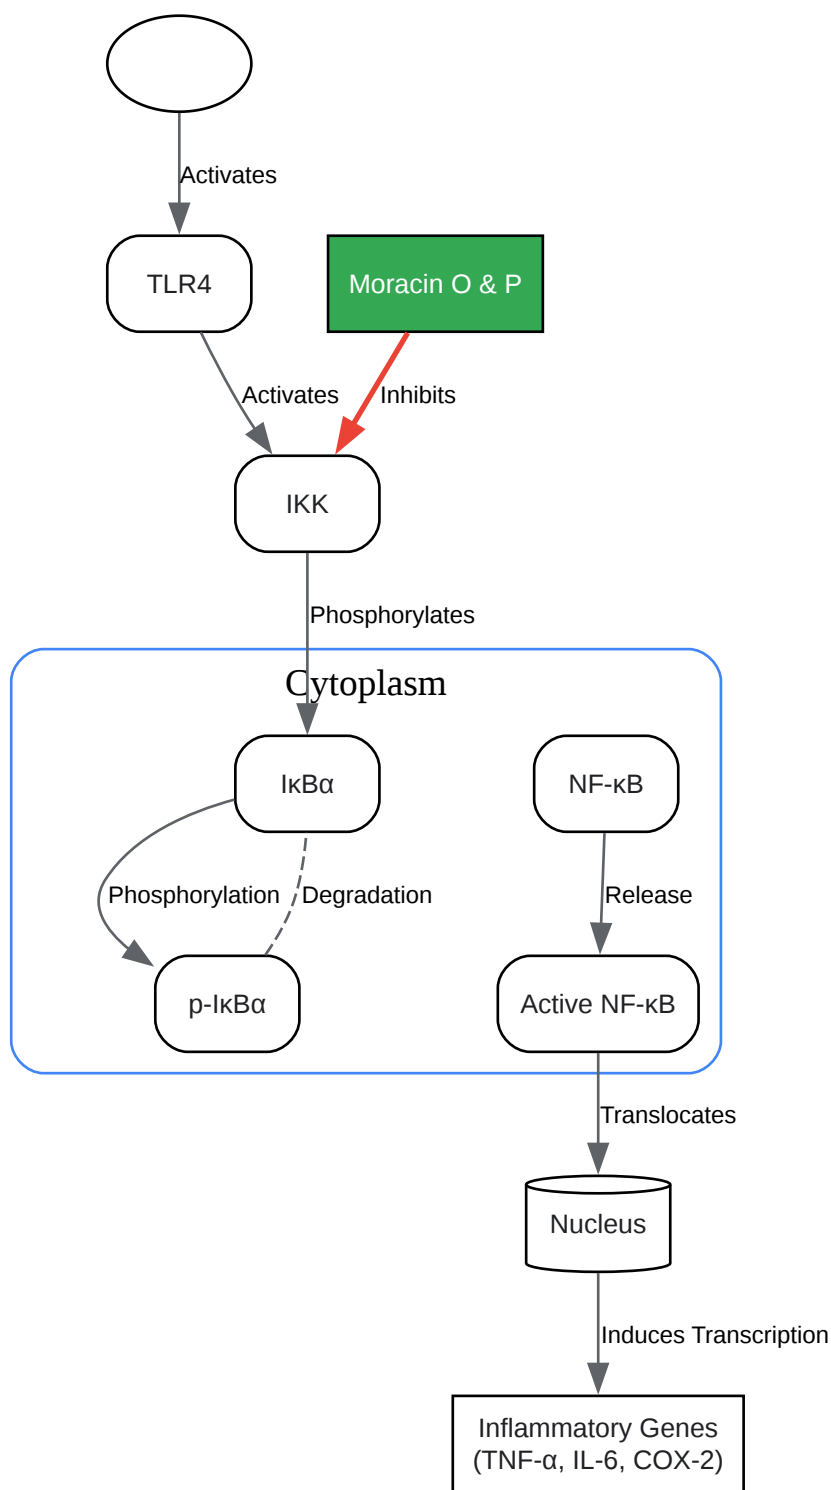 Activates
TLR4
Moracin O & P
Activates
Inhibits
IKK
Phosphorylates
Cytoplasm
IκBα
NF-κB
Phosphorylation
Degradation
Release
p-IκBα
Active NF-κB
Translocates
Nucleus
Induces Transcription
Inflammatory Genes
(TNF-α, IL-6, COX-2)